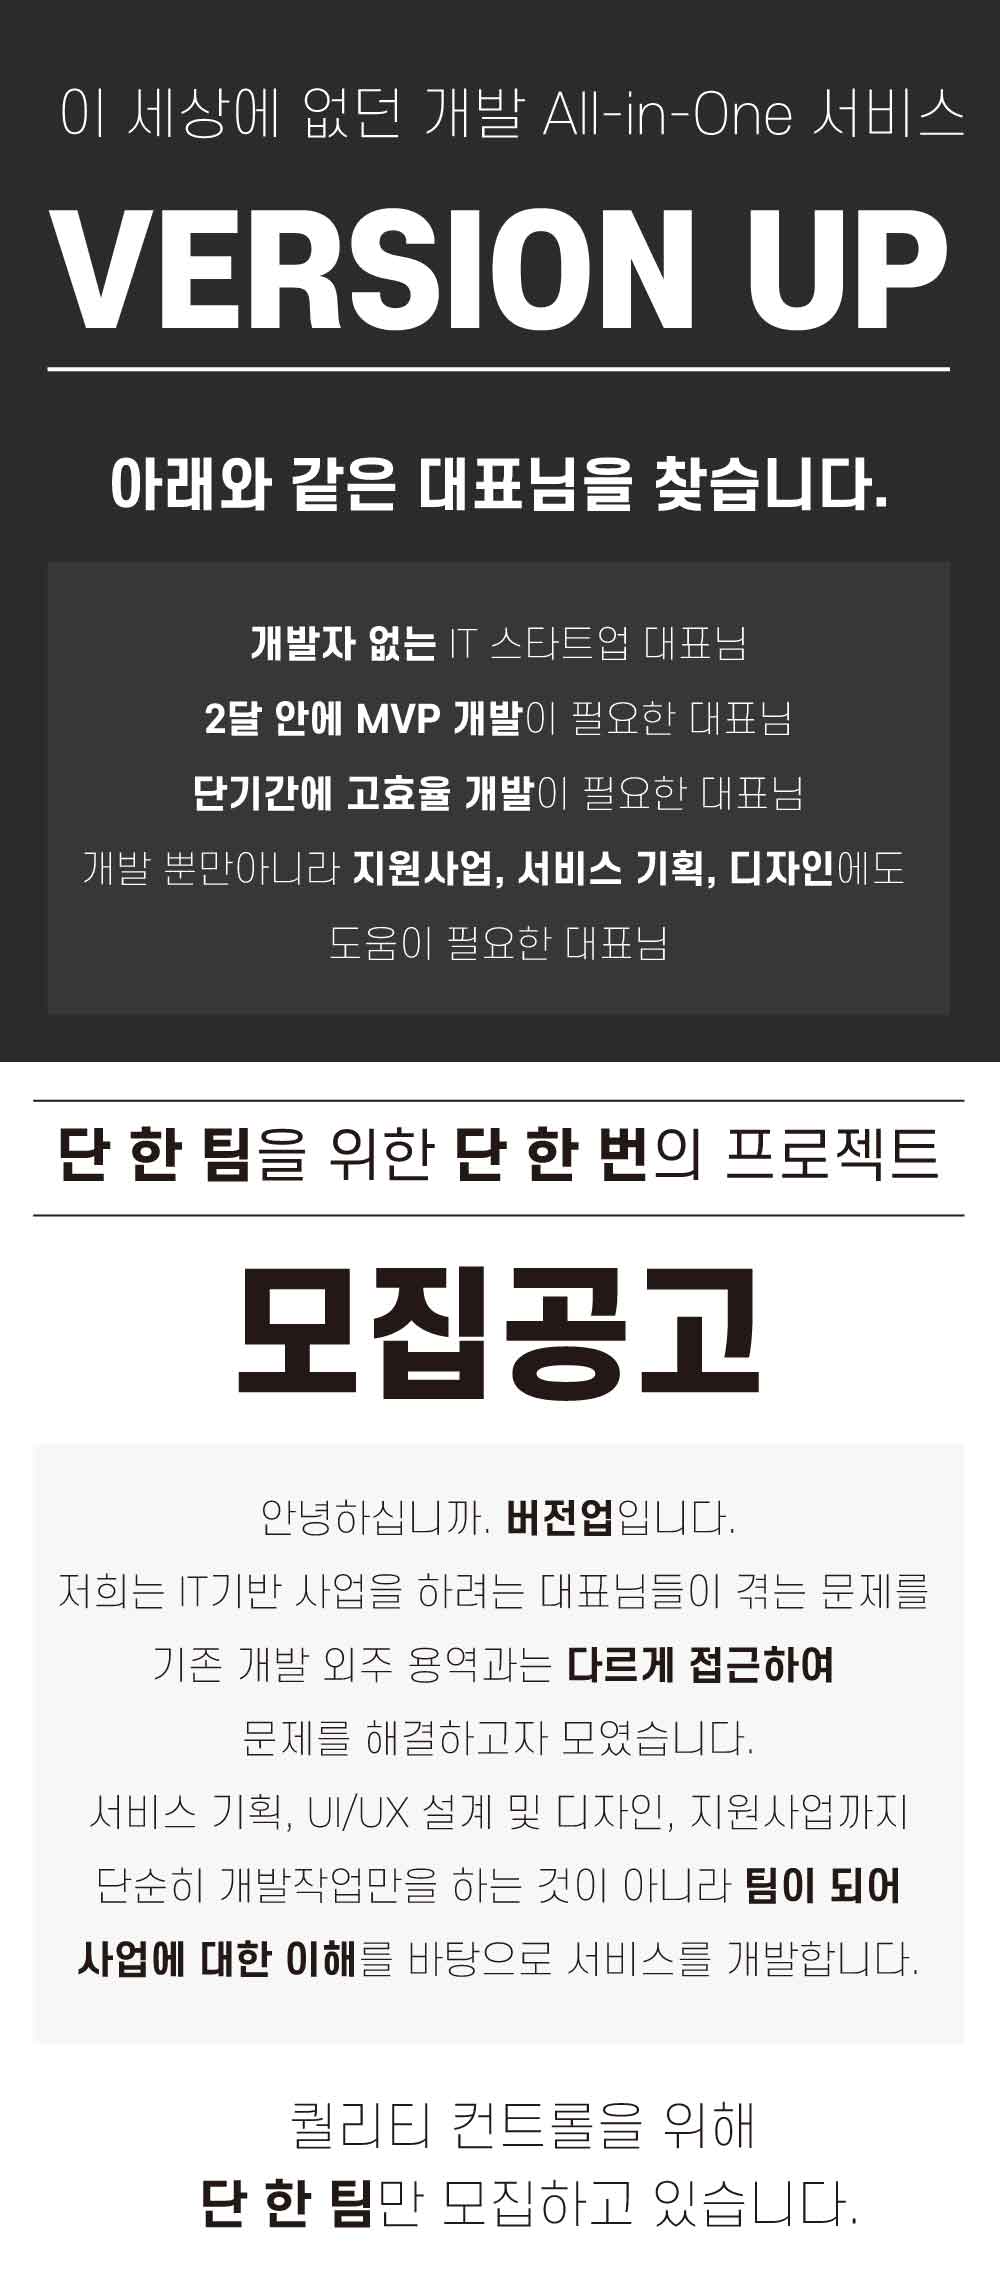 이 세상에 없던 개발 All-in-One 서비스
VERSION UP
아래와 같은 대표님을 찾습니다.
개발자 없는 IT 스타트업 대표님
2달 안에 MVP 개발이 필요한 대표님
단기간에 고효율 개발이 필요한 대표님
개발 뿐만아니라 지원사업, 서비스 기획, 디자인에도
도움이 필요한 대표님
단 한 팀을 위한 단 한 번의 프로젝트
모집공고
안녕하십니까. 버전업입니다.
저희는 IT기반 사업을 하려는 대표님들이 겪는 문제를
기존 개발 외주 용역과는 다르게 접근하여
문제를 해결하고자 모였습니다.
서비스 기획, UI/UX 설계 및 디자인, 지원사업까지
단순히 개발작업만을 하는 것이 아니라 팀이 되어
사업에 대한 이해를 바탕으로 서비스를 개발합니다.
퀄리티 컨트롤을 위해
단 한 팀만 모집하고 있습니다.